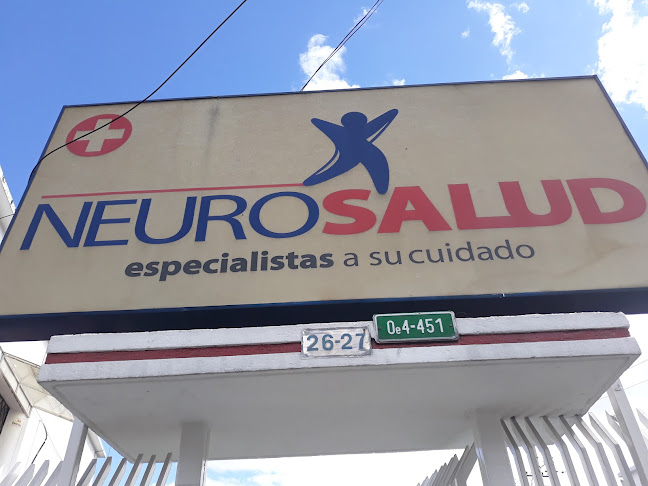 NEUROSALUD
especialistas a su cuidado
Oe4-451
26-27